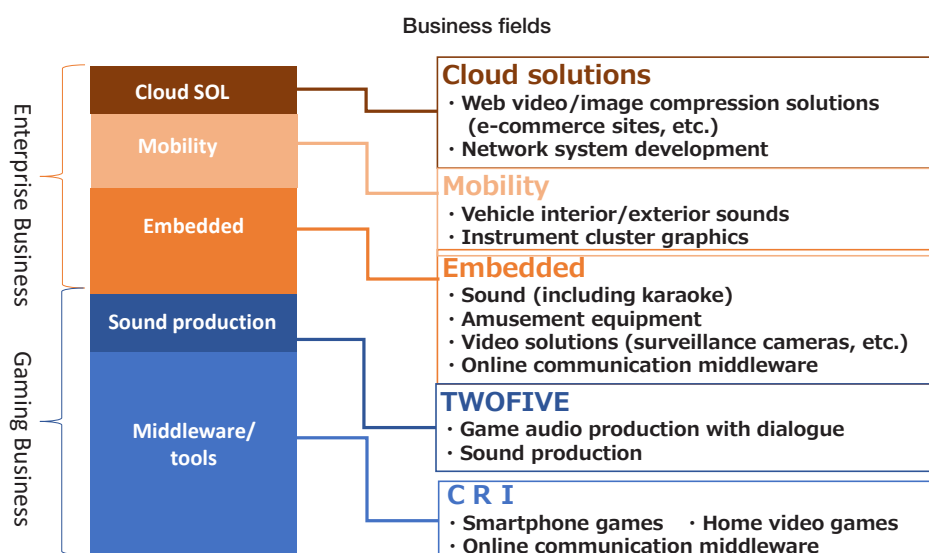 Business fields
Enterprise Business
Cloud SOL
Mobility
Embedded
Gaming Business
Sound production
Middleware/
tools
Cloud solutions
・Web video/image compression solutions
(e-commerce sites, etc.)
・Network system development
Mobility
・Vehicle interior/exterior sounds
・Instrument cluster graphics
Embedded
・Sound (including karaoke)
・Amusement equipment
・Video solutions (surveillance cameras, etc.)
・Online communication middleware
TWOFIVE
・Game audio production with dialogue
・Sound production
C R I
・Smartphone games ・Home video games
・Online communication middleware